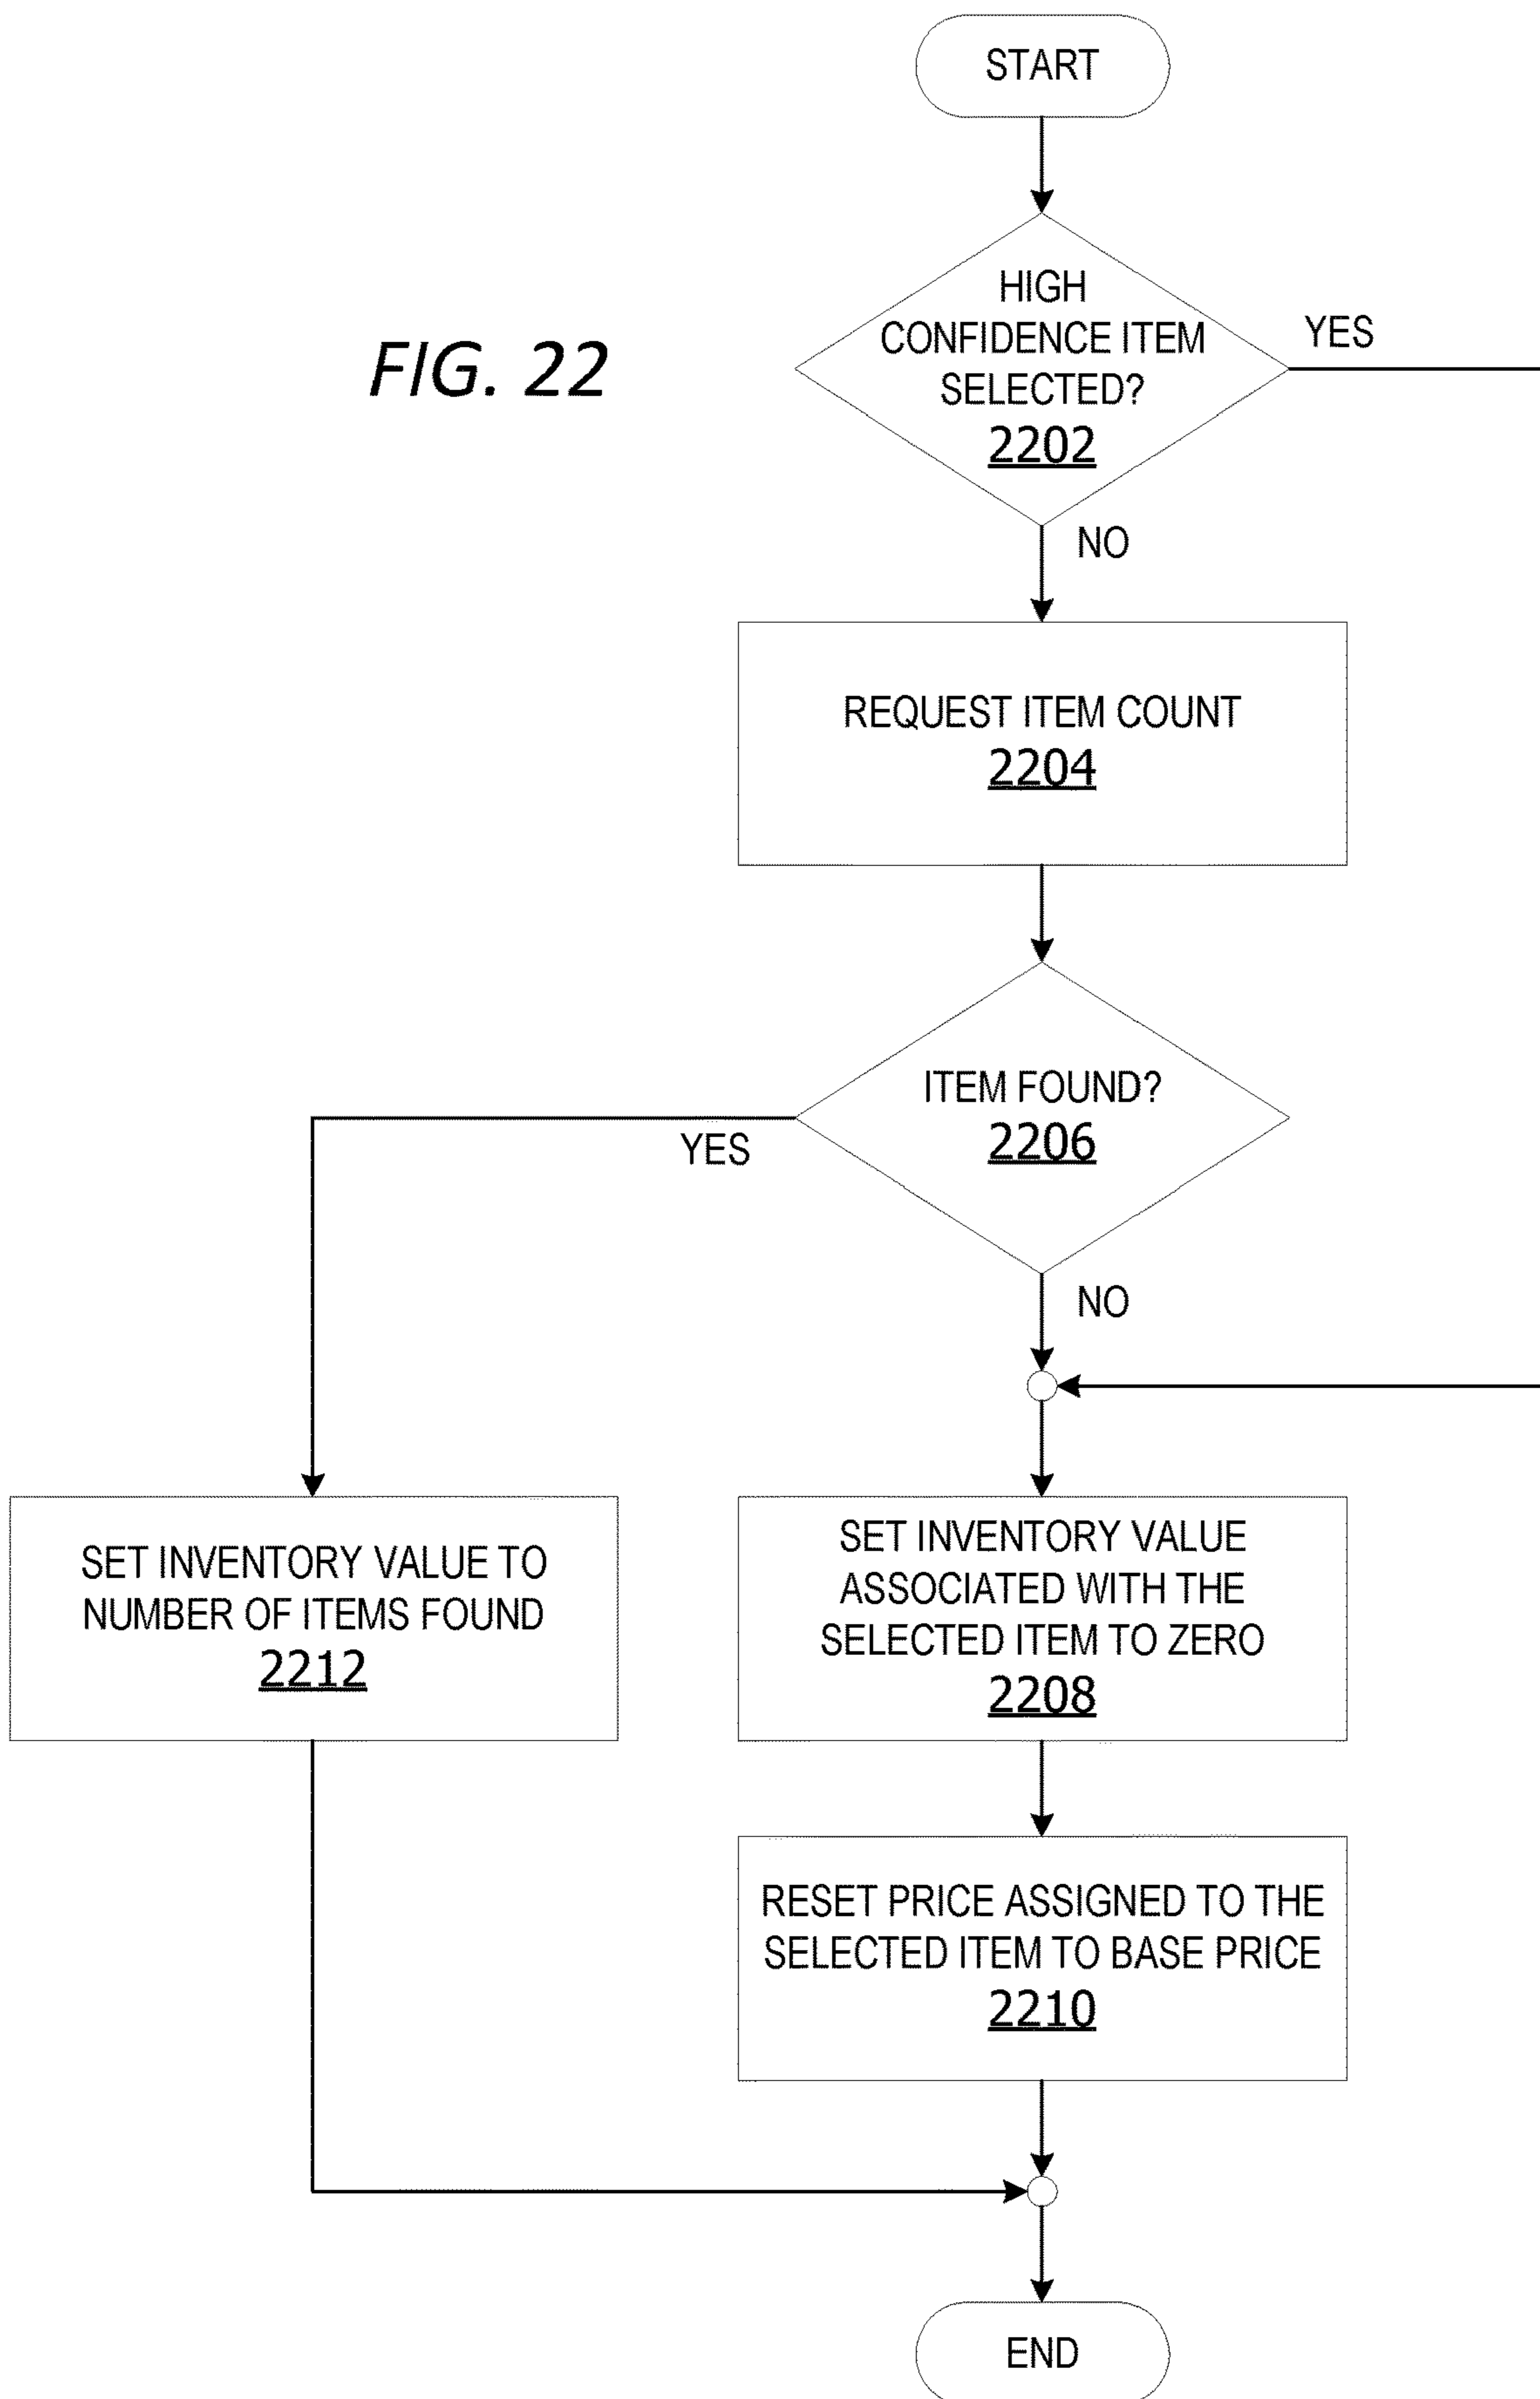 START
FIG. 22
HIGH
CONFIDENCE ITEM
SELECTED?
2202
YES
NO
REQUEST ITEM COUNT
2204
ITEM FOUND?
2206
YES
NO
SET INVENTORY VALUE TO
NUMBER OF ITEMS FOUND
2212
SET INVENTORY VALUE
ASSOCIATED WITH THE
SELECTED ITEM TO ZERO
2208
RESET PRICE ASSIGNED TO THE
SELECTED ITEM TO BASE PRICE
2210
END